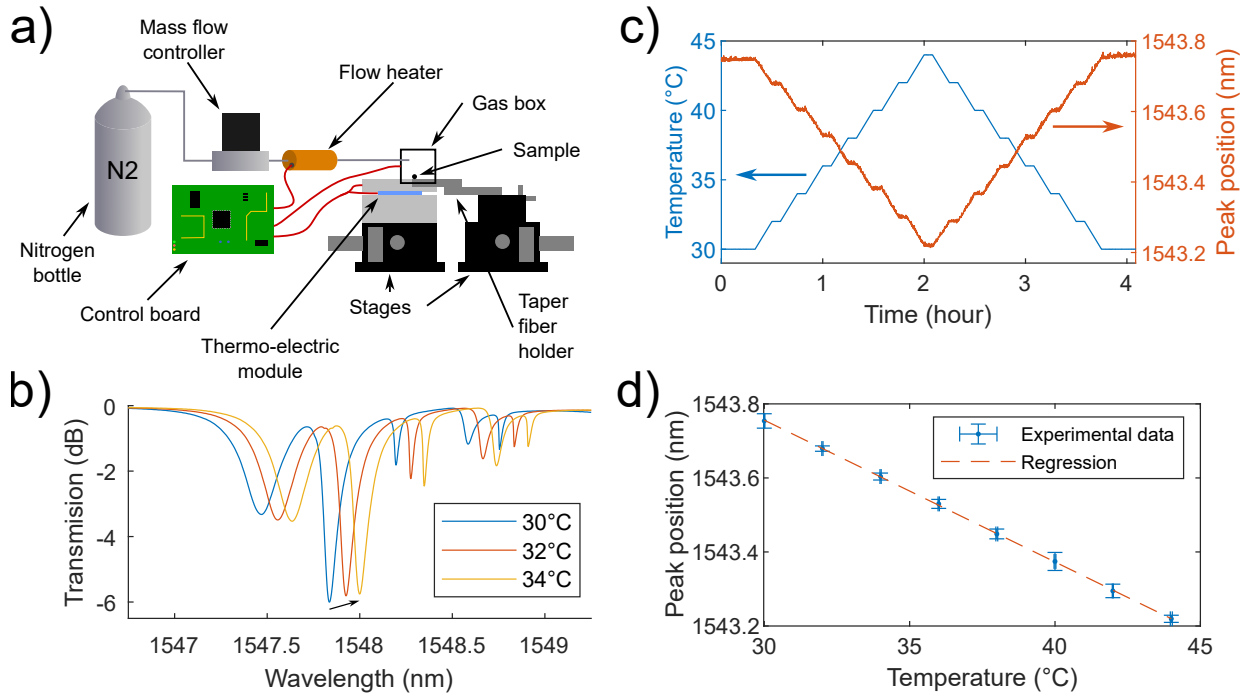 a)
Mass flow
controller
Flow heater
Gas box
Sample
N2
Nitrogen
bottle
Control board
Stages
Thermo-electric
module
Taper
fiber
holder
b)
Transmision (dB)
0
-2
-4
-6
30°C
32°C
34°C
1547
1547.5
1548
1548.5
1549
Wavelength (nm)
c)
Temperature (°C)
45
40
35
30
1543.8
1543.6
1543.4
1543.2
Peak position (nm)
0
1
2
3
4
Time (hour)
d)
Peak position (nm)
1543.8
1543.6
1543.4
1543.2
Experimental data
Regression
30
35
40
45
Temperature (°C)